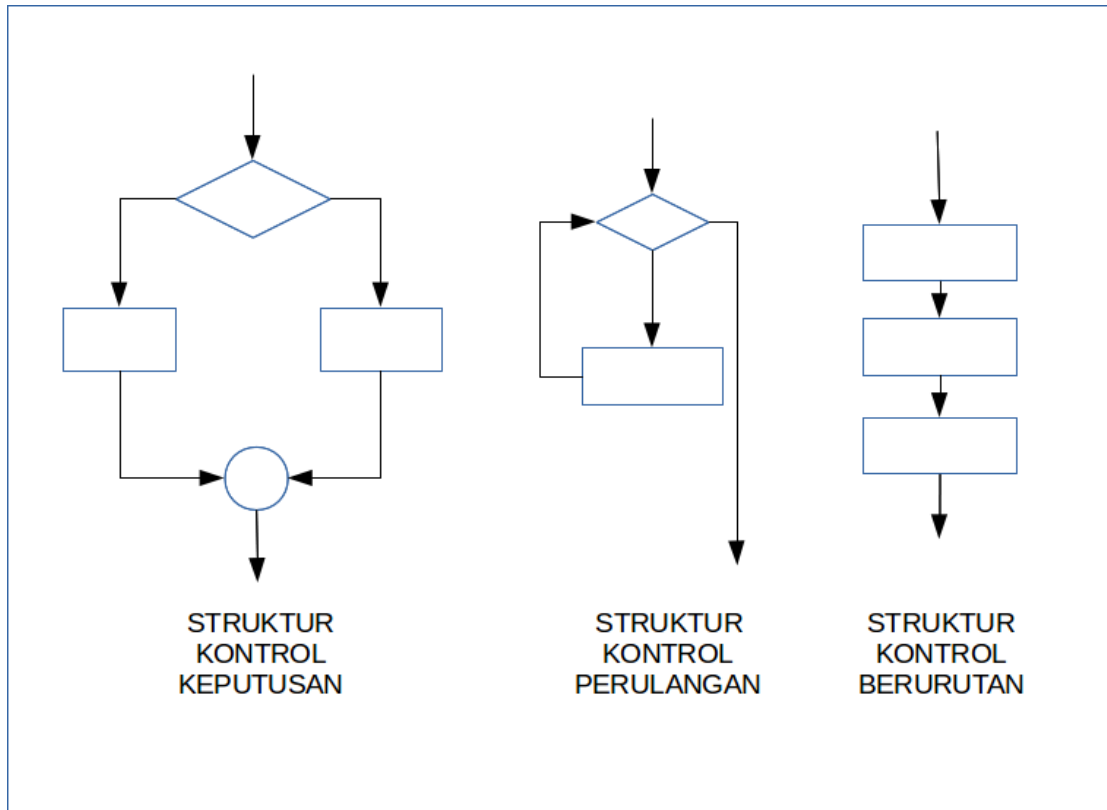 STRUKTUR
KONTROL
KEPUTUSAN
STRUKTUR
KONTROL
PERULANGAN
STRUKTUR
KONTROL
BERURUTAN